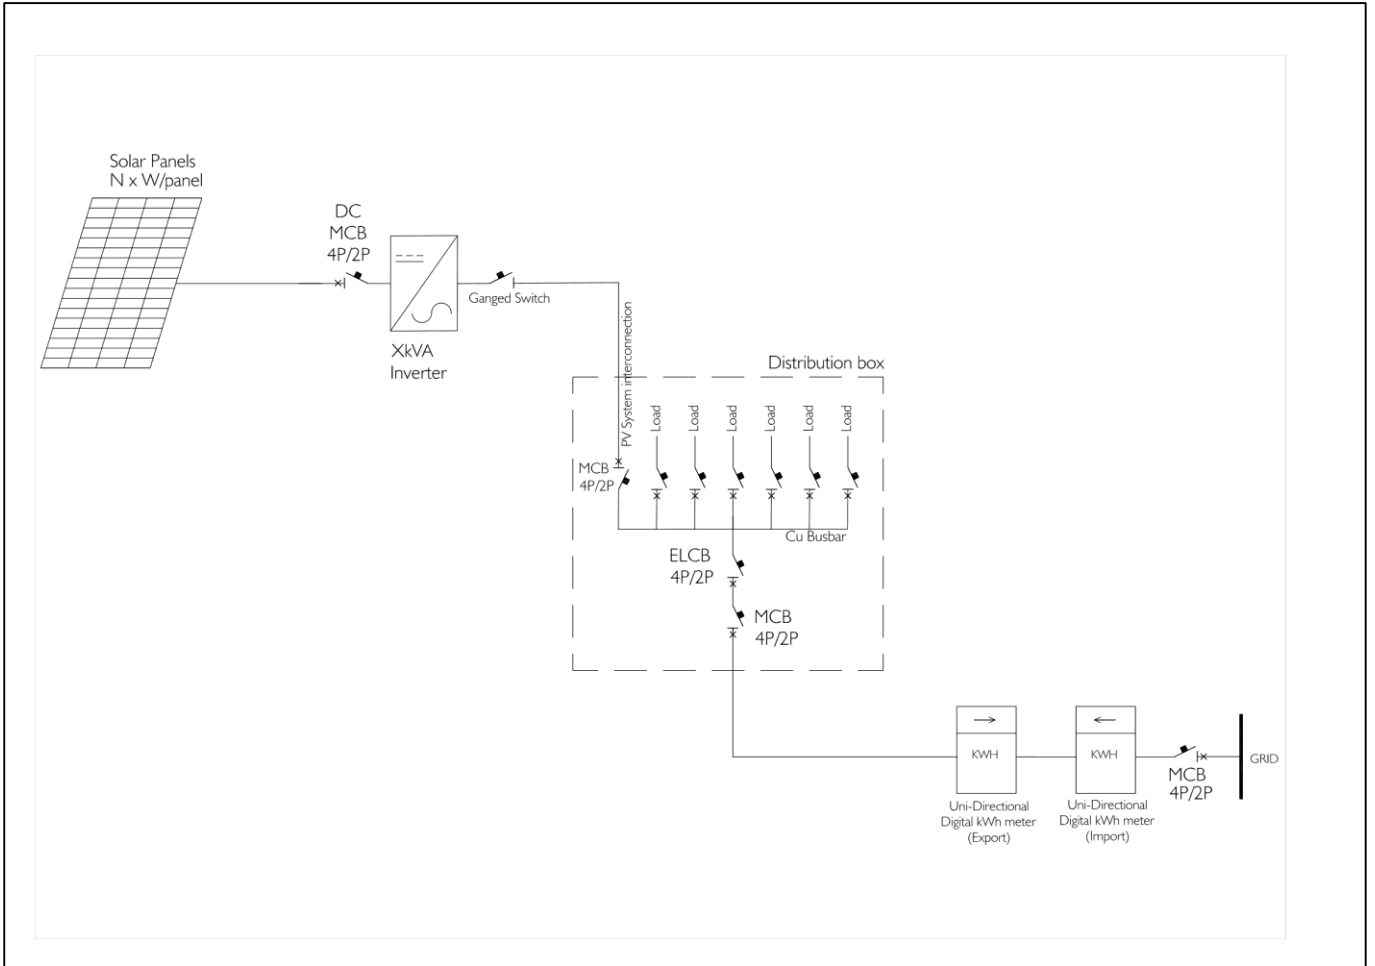 Solar Panels
N x W/panel
DC
MCB
4P/2P
Ganged Switch
XkVA
Inverter
PV System interconnection
Distribution box
Load
Load
Load
Load
Load
Load
MCB
4P/2P
Cu Busbar
ELCB
4P/2P
MCB
4P/2P
KWH
KWH
GRID
MCB
4P/2P
Uni-Directional
Digital kWh meter
(Export)
Uni-Directional
Digital kWh meter
(Import)